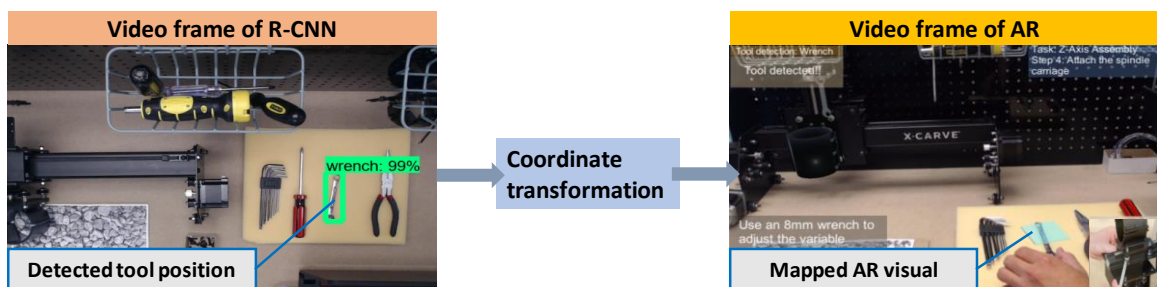 Video frame of R-CNN
wrench: 99%
Detected tool position
Coordinate
transformation
Video frame of AR
Tool detection: Wrench
Tool detected!!
Task: Z-Axis Assembly
Step 4: Attach the spindle
carriage
X-CARVE
Use an 8mm wrench to
adjust the variable
Mapped AR visual